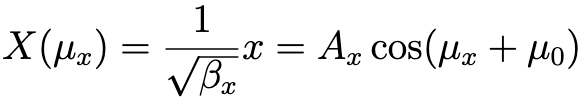 $X(\mu_x) = \frac{1}{\sqrt{\beta_x}} x = A_x \cos(\mu_x + \mu_0)$